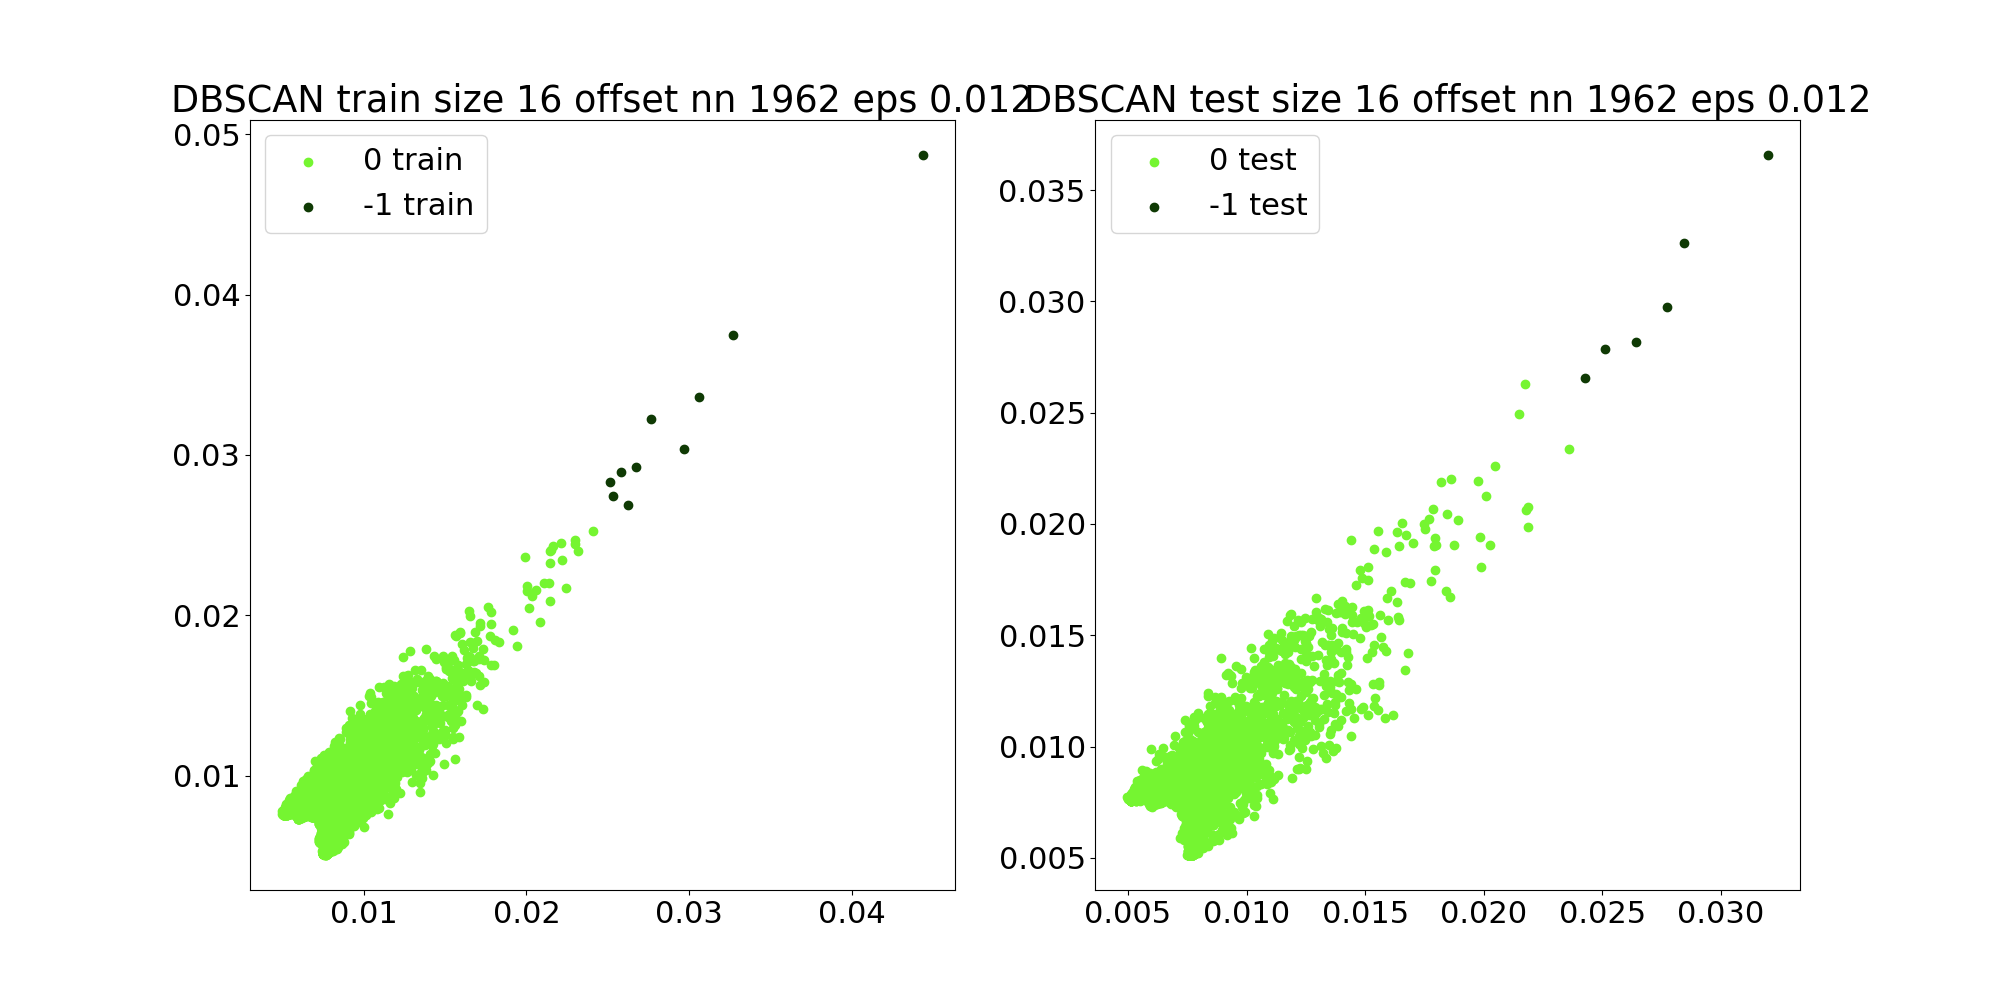 DBSCAN train size 16 offset nn 1962 eps 0.012
0 train
-1 train
0.05
0.04
0.03
0.02
0.01
0.01 0.02 0.03 0.04
DBSCAN test size 16 offset nn 1962 eps 0.012
0 test
-1 test
0.035
0.030
0.025
0.020
0.015
0.010
0.005
0.005 0.010 0.015 0.020 0.025 0.030